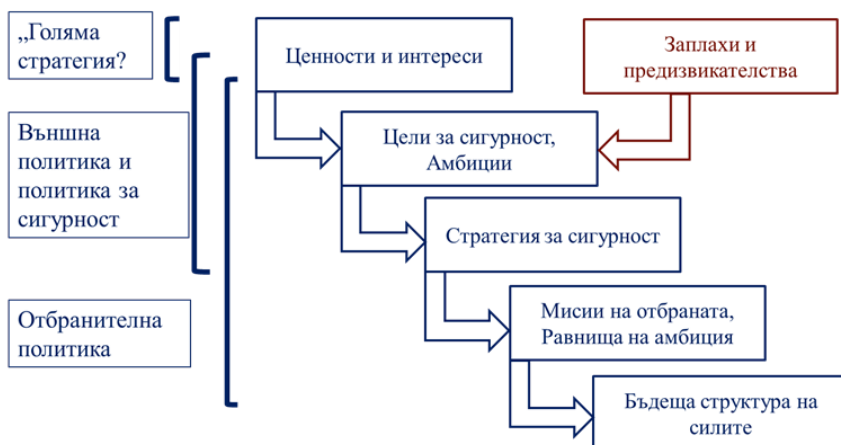 „Голяма
стратегия?
Ценности и интереси
Заплахи и
предизвикателства
Външна
политика и
политика за
сигурност
Цели за сигурност,
Амбиции
Стратегия за сигурност
Отбранителна
политика
Мисии на отбраната,
Равнища на амбиция
Бъдеща структура на
силите